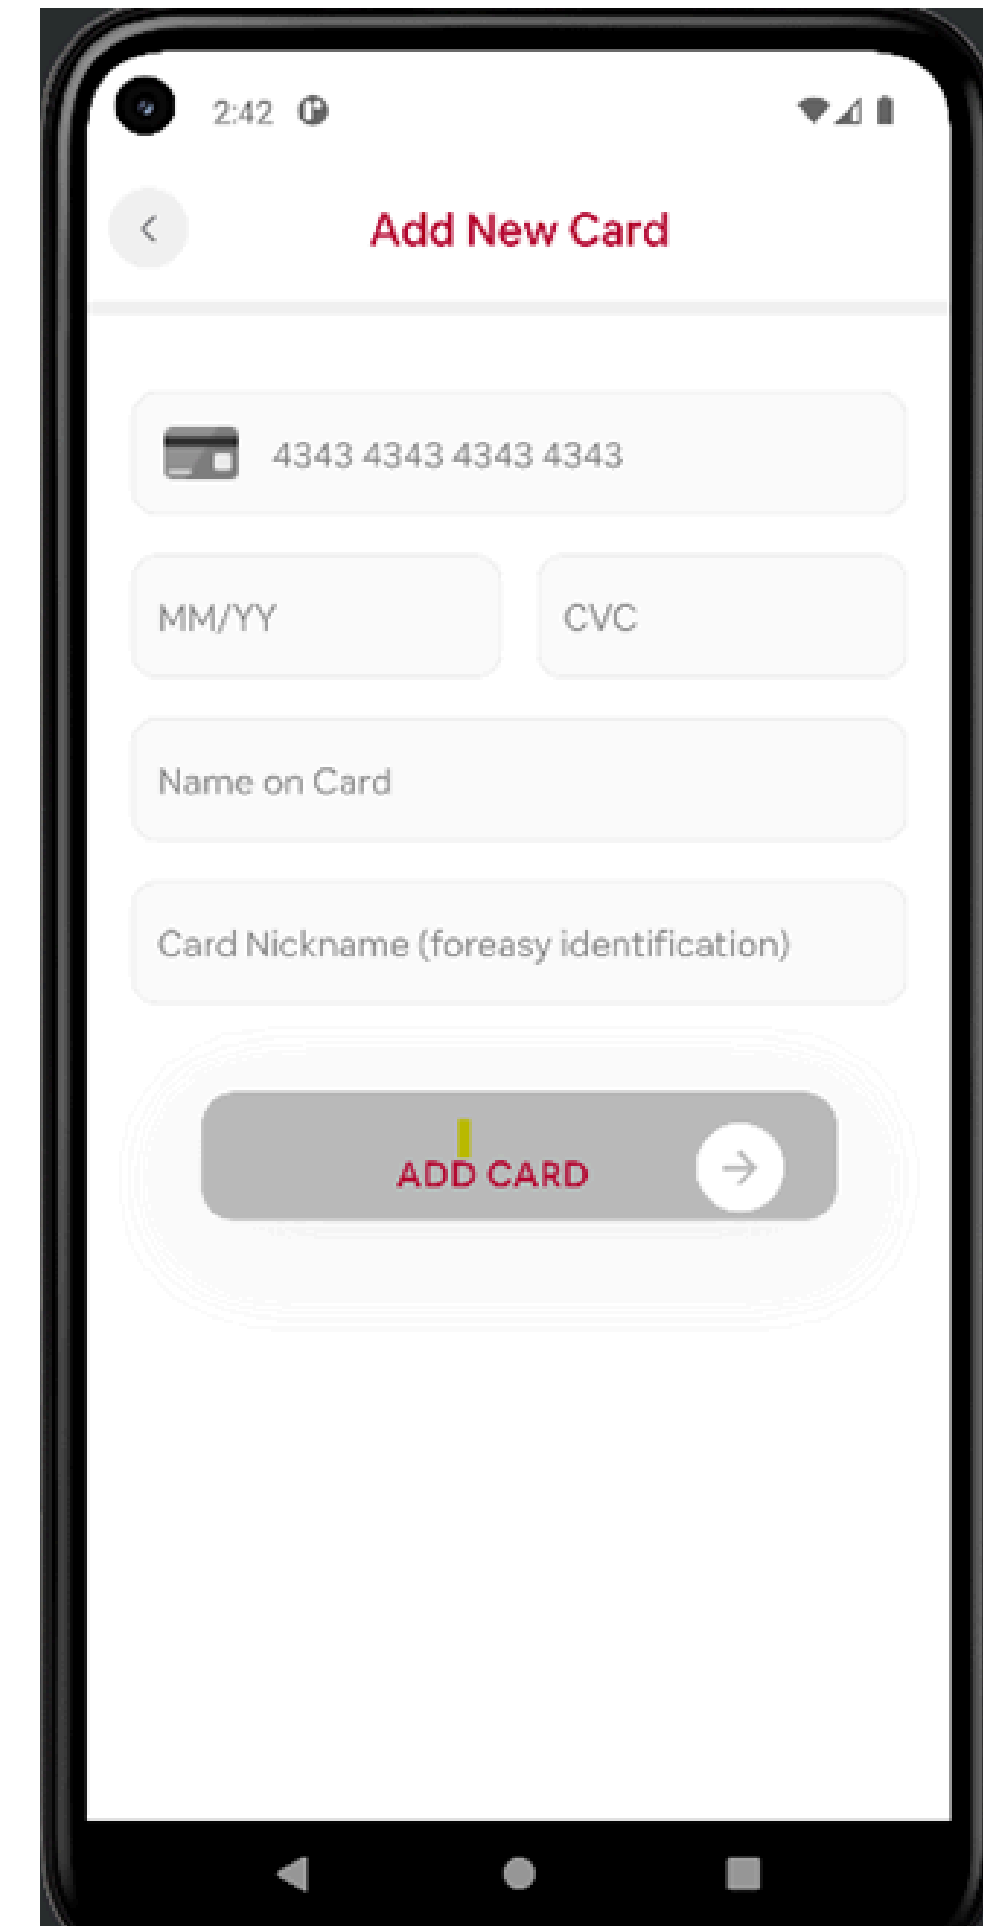 2:42
Add New Card
4343 4343 4343 4343
MM/YY CVC
Name on Card
Card Nickname (foreasy identification)
ADD CARD